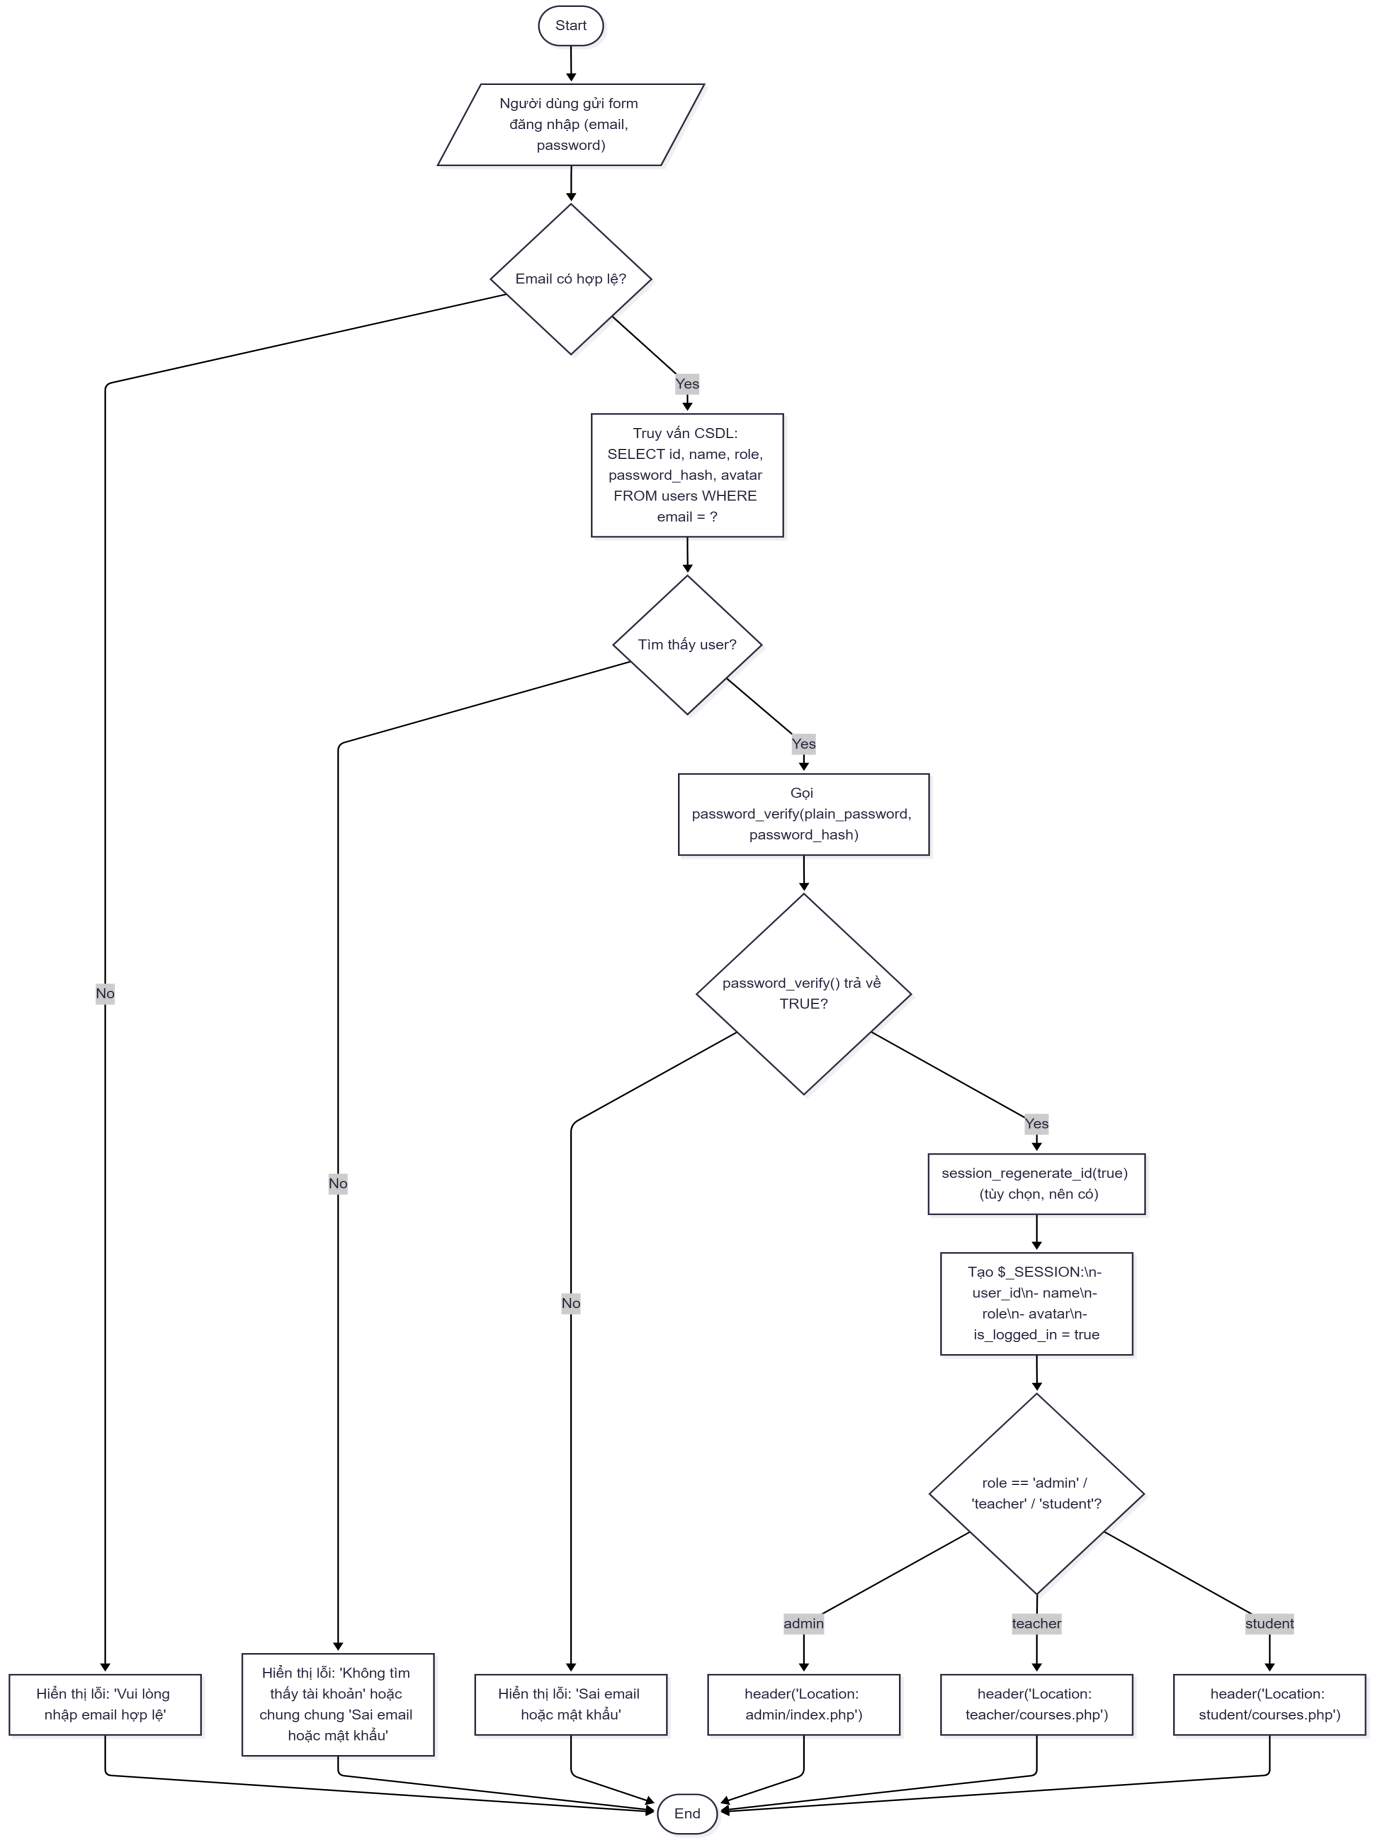 Start
Người dùng gửi form
đăng nhập (email,
password)
Email có hợp lệ?
Yes
Truy vấn CSDL:
SELECT id, name, role,
password_hash, avatar
FROM users WHERE
email = ?
Tìm thấy user?
Yes
Gọi
password_verify(plain_password,
password_hash)
password_verify() trả về
TRUE?
No
Yes
session_regenerate_id(true)
(tùy chọn, nên có)
No
Tạo $_SESSION:\n-
user_id\n- name\n-
role\n- avatar\n-
is_logged_in = true
No
role == 'admin' /
'teacher' / 'student'?
admin
teacher
student
Hiển thị lỗi: 'Vui lòng
nhập email hợp lệ'
Hiển thị lỗi: 'Không tìm
thấy tài khoản' hoặc
chung chung 'Sai email
hoặc mật khẩu'
Hiển thị lỗi: 'Sai email
hoặc mật khẩu'
header('Location:
admin/index.php')
header('Location:
teacher/courses.php')
header('Location:
student/courses.php')
End